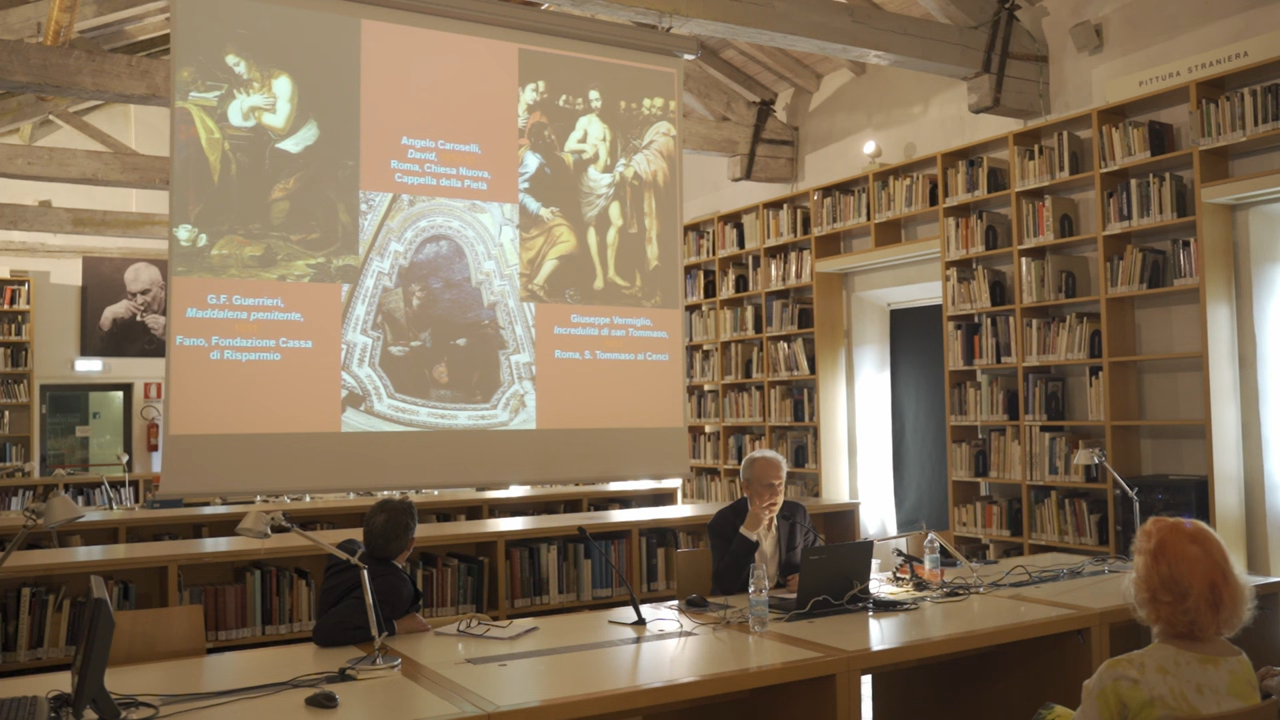 PITTURA STRANIERA
Angelo Caroselli,
David,
Roma, Chiesa Nuova,
Cappella della Pietà
G.F. Guerrieri,
Maddalena penitente,
Fano, Fondazione Cassa
di Risparmio
Giuseppe Vermiglio,
Incredulità di san Tommaso,
Roma, S. Tommaso ai Cenci